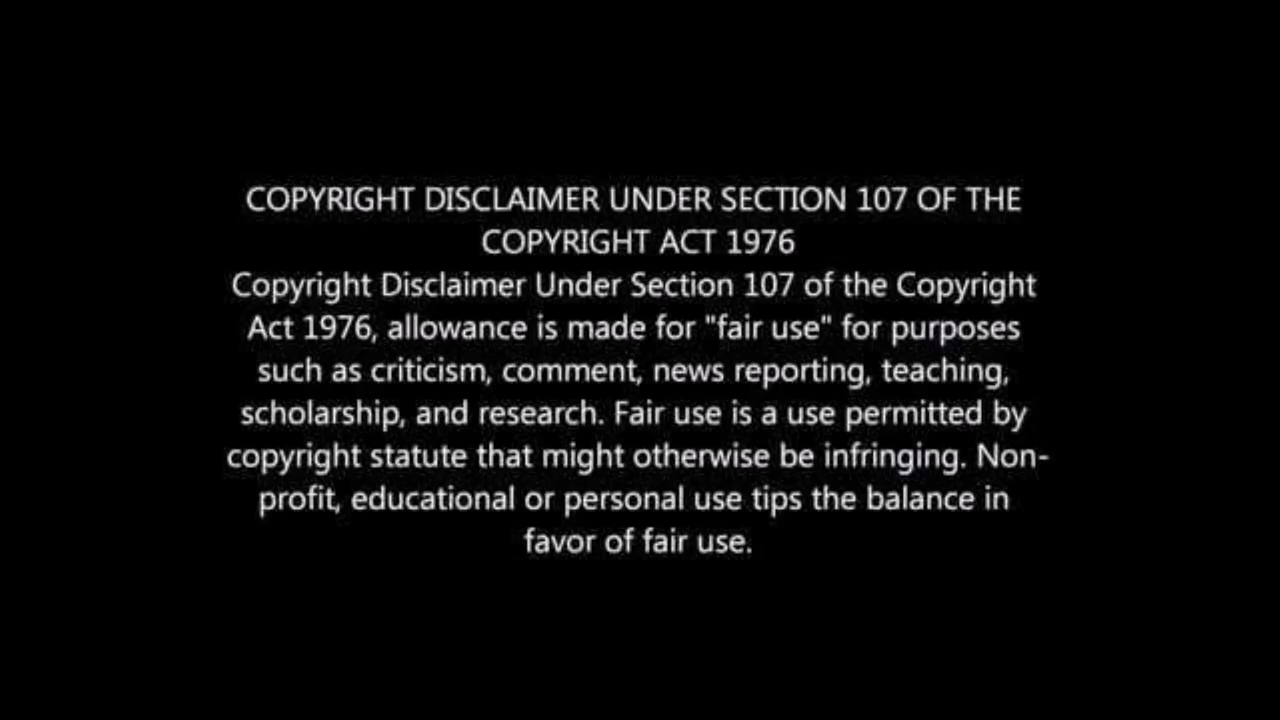 COPYRIGHT DISCLAIMER UNDER SECTION 107 OF THE
COPYRIGHT ACT 1976
Copyright Disclaimer Under Section 107 of the Copyright
Act 1976, allowance is made for "fair use" for purposes
such as criticism, comment, news reporting, teaching,
scholarship, and research. Fair use is a use permitted by
copyright statute that might otherwise be infringing. Non-
profit, educational or personal use tips the balance in
favor of fair use.